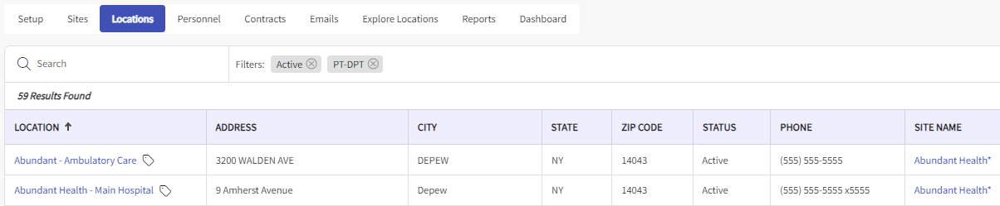 Setup Sites Locations Personnel Contracts Emails Explore Locations Reports Dashboard
Search Filters: Active PT-DPT
59 Results Found
LOCATION ADDRESS CITY STATE ZIP CODE STATUS PHONE SITE NAME
Abundant - Ambulatory Care 3200 WALDEN AVE DEPEW NY 14043 Active (555) 555-5555 Abundant Health*
Abundant Health - Main Hospital 9 Amherst Avenue Depew NY 14043 Active (555) 555-5555 x5555 Abundant Health*